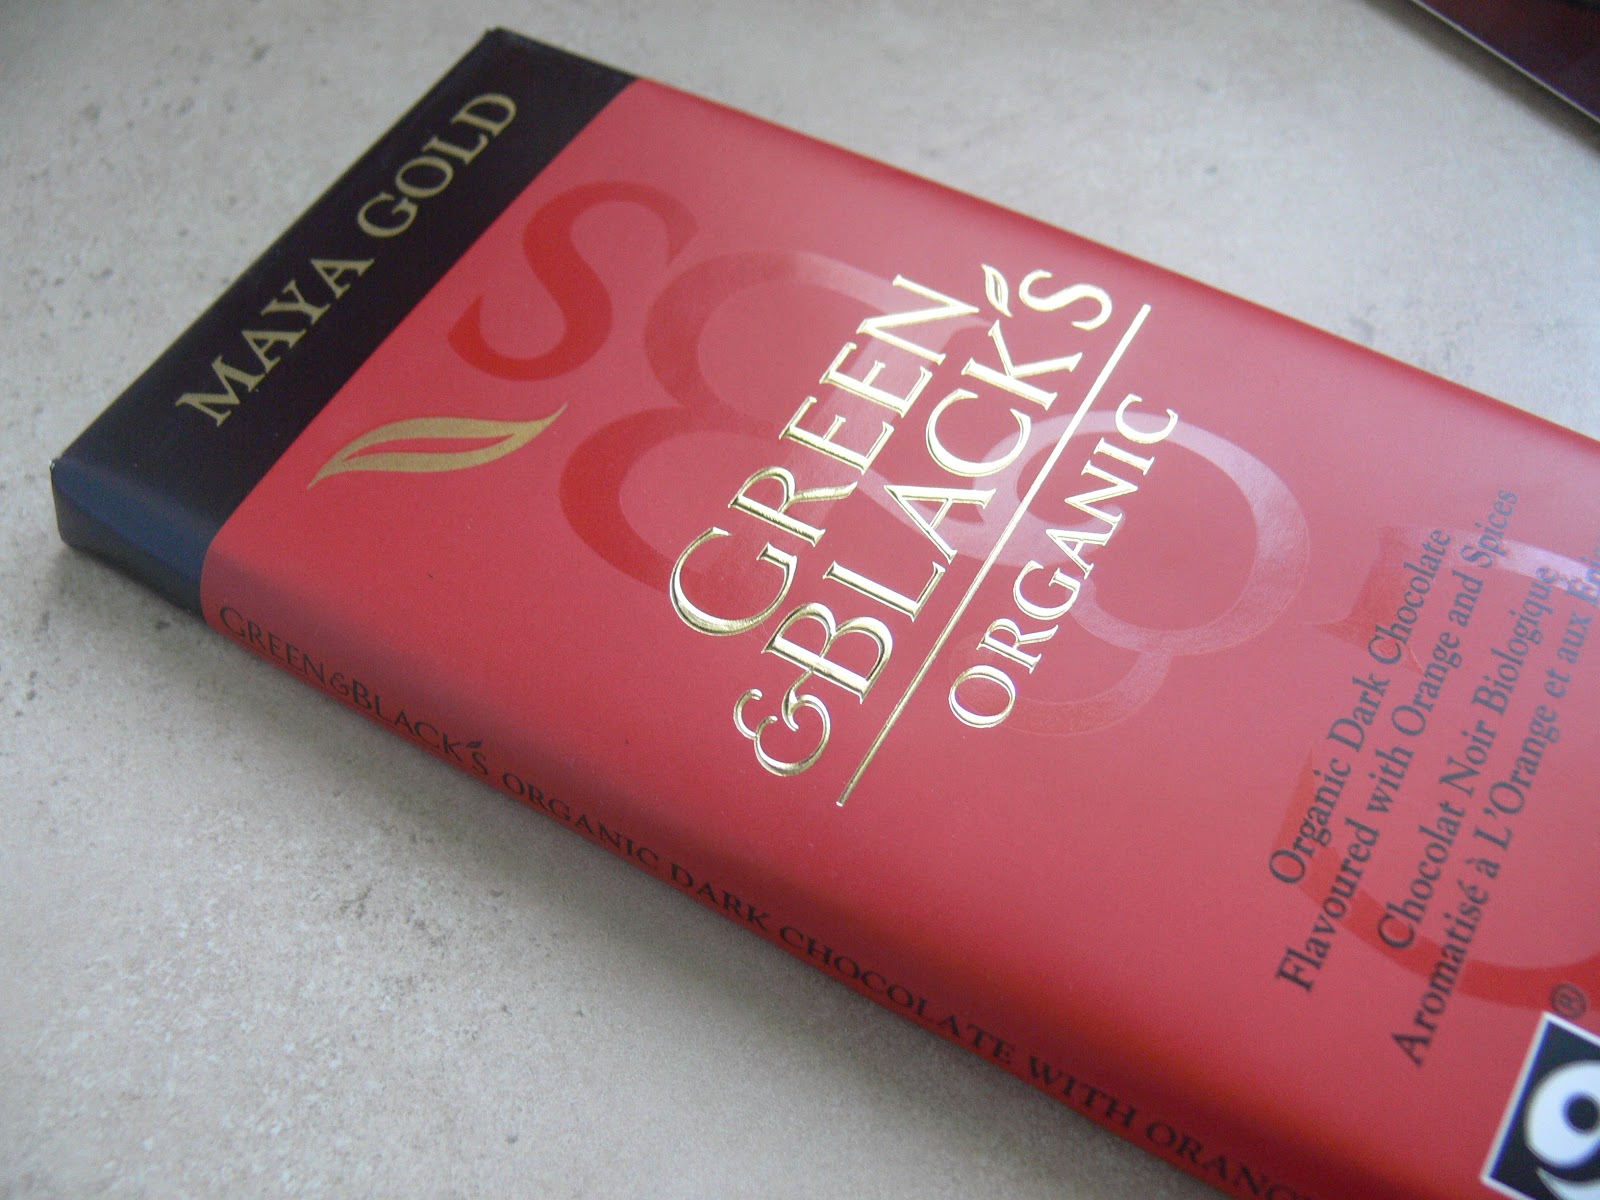 MAYA GOLD
GREEN
&BLACK'S
ORGANIC
Organic Dark Chocolate
Flavoured with Orange and Spices
Chocolat Noir Biologique
Aromatisé à L'Orange et aux
®
GREEN&BLACK'S ORGANIC DARK CHOCOLATE WITH